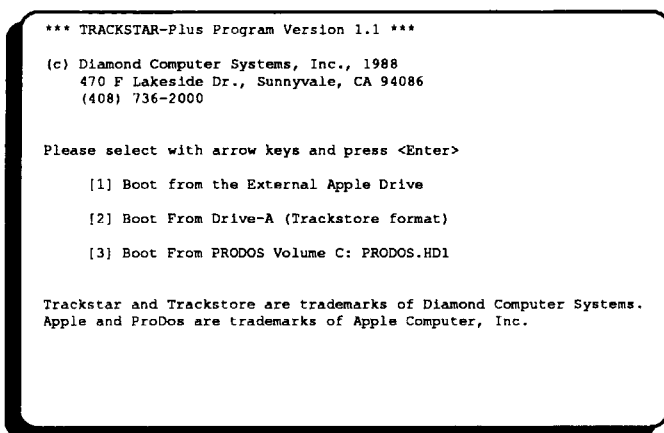 *** TRACKSTAR-Plus Program Version 1.1 ***
(c) Diamond Computer Systems, Inc., 1988
470 F Lakeside Dr., Sunnyvale, CA 94086
(408) 736-2000
Please select with arrow keys and press <Enter>
[1] Boot from the External Apple Drive
[2] Boot From Drive-A (Trackstore format)
[3] Boot From PRODOS Volume C: PRODOS.HD1
Trackstar and Trackstore are trademarks of Diamond Computer Systems.
Apple and ProDos are trademarks of Apple Computer, Inc.